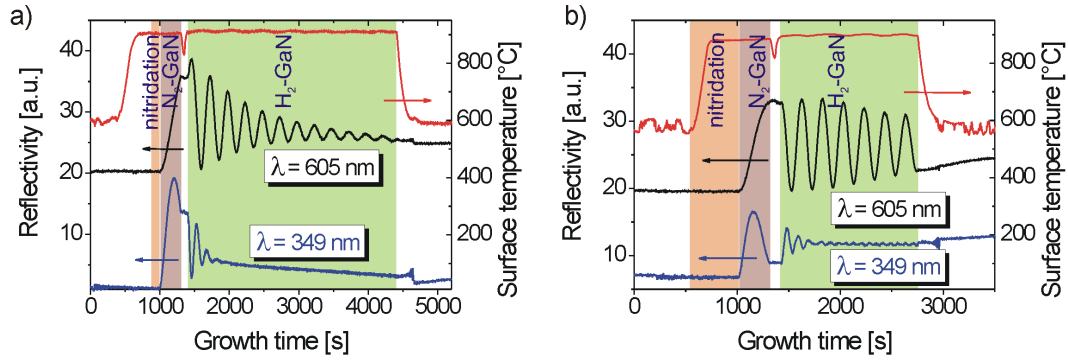 a)
40
30
20
10
Reflectivity [a.u.]
0
1000
2000
3000
4000
5000
Growth time [s]
800
600
400
200
0
Surface temperature [°C]
nitridation
N2-GaN
H2-GaN
λ = 605 nm
λ = 349 nm
b)
40
30
20
10
Reflectivity [a.u.]
0
1000
2000
3000
Growth time [s]
800
600
400
200
0
Surface temperature [°C]
nitridation
N2-GaN
H2-GaN
λ = 605 nm
λ = 349 nm